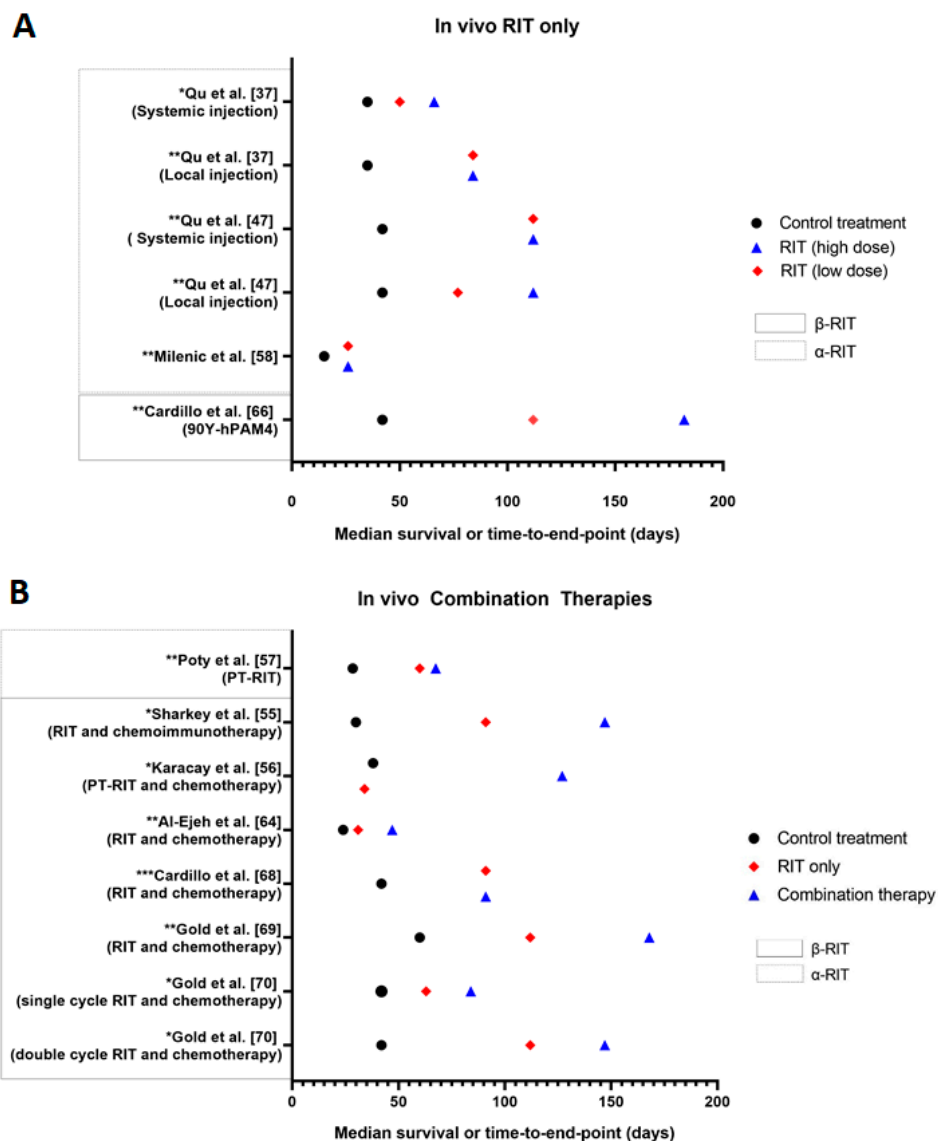 A
In vivo RIT only
*Qu et al. [37]
(Systemic injection)
**Qu et al. [37]
(Local injection)
**Qu et al. [47]
( Systemic injection)
**Qu et al. [47]
(Local injection)
**Milenic et al. [58]
**Cardillo et al. [66]
(90Y-hPAM4)
Control treatment
RIT (high dose)
RIT (low dose)
β-RIT
α-RIT
0 50 100 150 200
Median survival or time-to-end-point (days)
B
In vivo Combination Therapies
**Poty et al. [57]
(PT-RIT)
*Sharkey et al. [55]
(RIT and chemoimmunotherapy)
*Karacay et al. [56]
(PT-RIT and chemotherapy)
**Al-Ejeh et al. [64]
(RIT and chemotherapy)
***Cardillo et al. [68]
(RIT and chemotherapy)
**Gold et al. [69]
(RIT and chemotherapy)
*Gold et al. [70]
(single cycle RIT and chemotherapy)
*Gold et al. [70]
(double cycle RIT and chemotherapy)
Control treatment
RIT only
Combination therapy
β-RIT
α-RIT
0 50 100 150 200
Median survival or time-to-end-point (days)